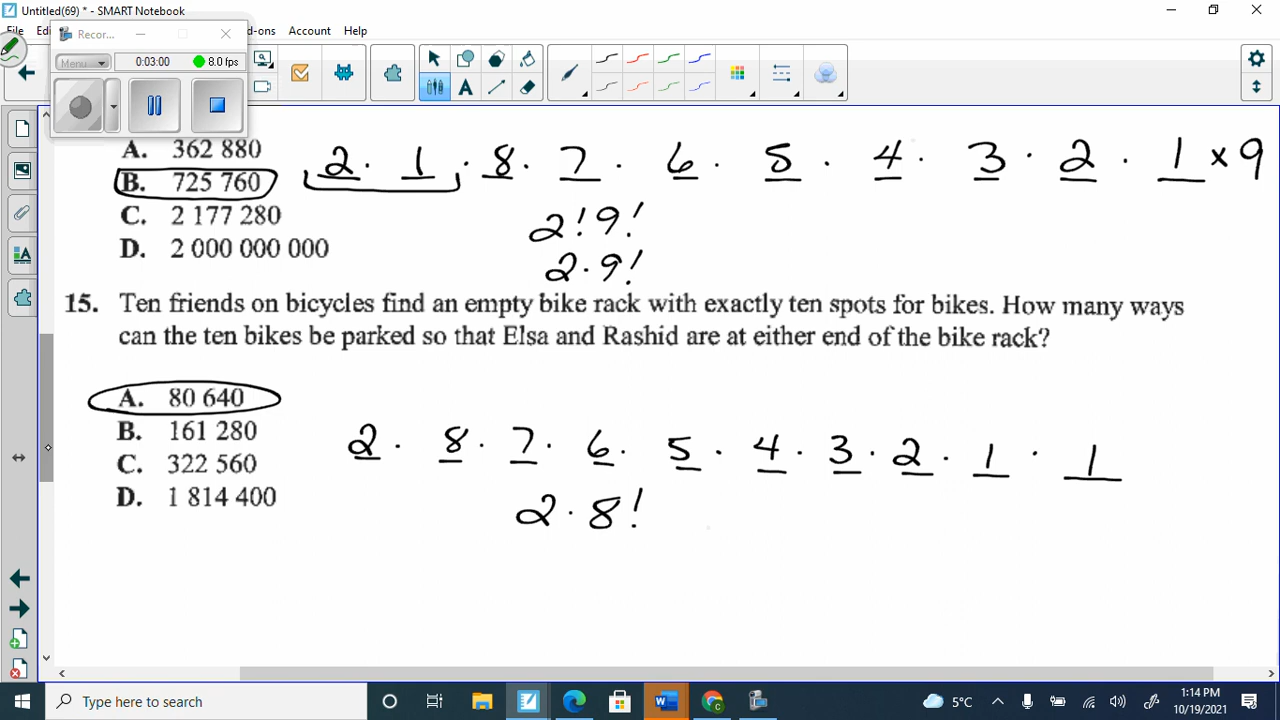 Untitled(69) * - SMART Notebook
File Ed d-ons Account Help
Recor...
Menu 0:03:00 8.0 fps
A. 362 880
B. 725 760
C. 2 177 280
D. 2 000 000 000
2 · 1 · 8 · 7 · 6 · 5 · 4 · 3 · 2 · 1 × 9
2!9!
2·9!
15. Ten friends on bicycles find an empty bike rack with exactly ten spots for bikes. How many ways
can the ten bikes be parked so that Elsa and Rashid are at either end of the bike rack?
A. 80 640
B. 161 280
C. 322 560
D. 1 814 400
2 · 8 · 7 · 6 · 5 · 4 · 3 · 2 · 1 · 1
2·8!
Type here to search
5°C
1:14 PM
10/19/2021